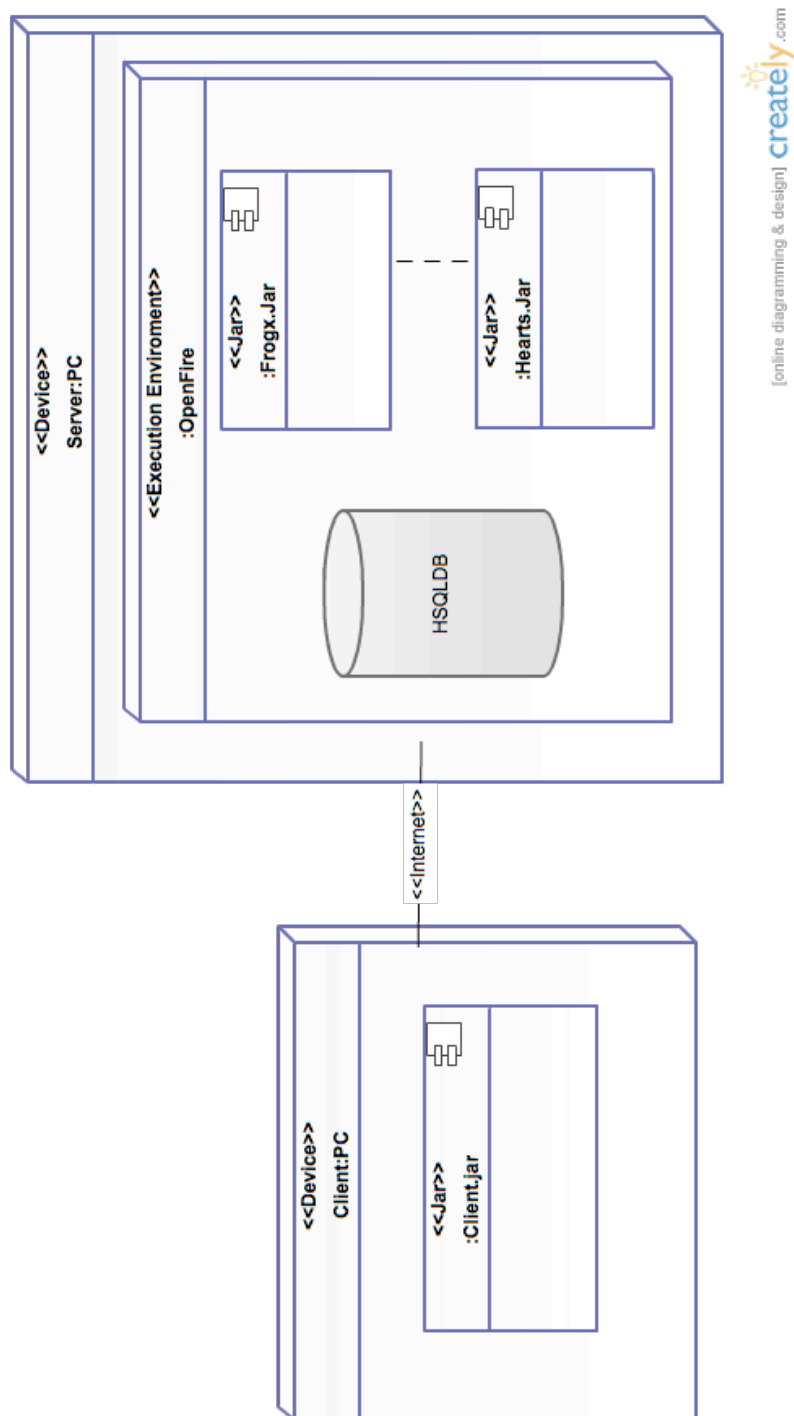 <<Device>>
Client:PC
<<Jar>>
:Client.jar
<<Internet>>
<<Device>>
Server:PC
<<Execution Enviroment>>
:OpenFire
<<Jar>>
:Frogx.Jar
HSQLDB
<<Jar>>
:Hearts.Jar
[online diagramming & design] creately.com